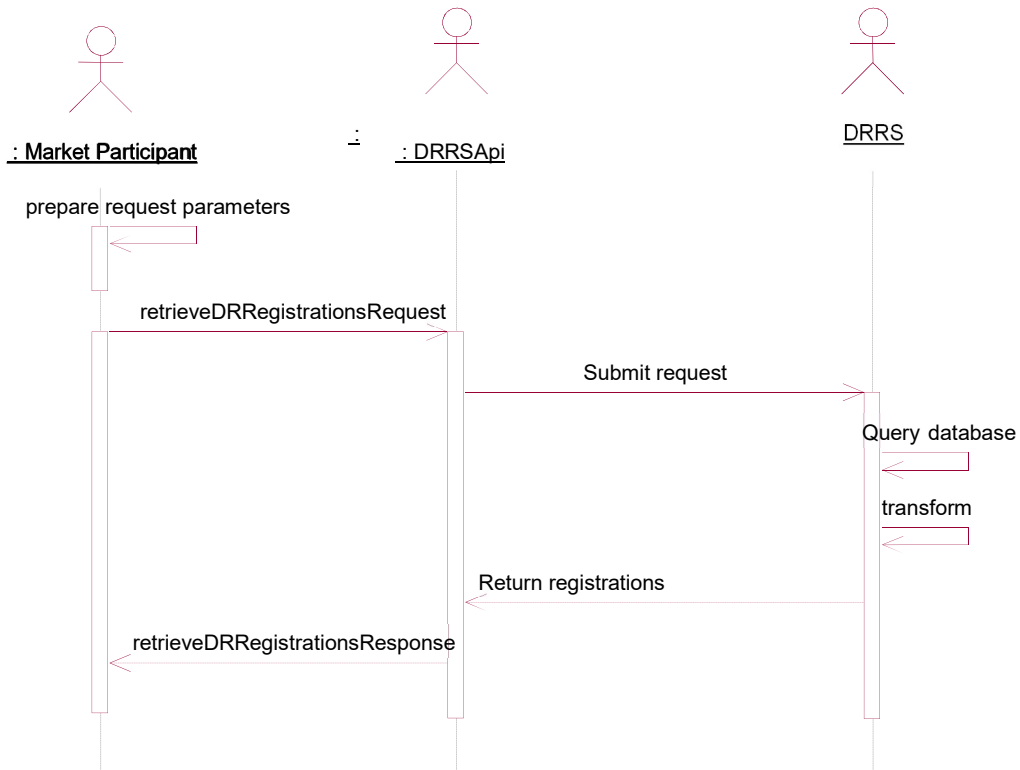 DRRS
: Market Participant
:
: DRRSApi
prepare request parameters
retrieveDRRegistrationsRequest
Submit request
Query database
transform
Return registrations
retrieveDRRegistrationsResponse